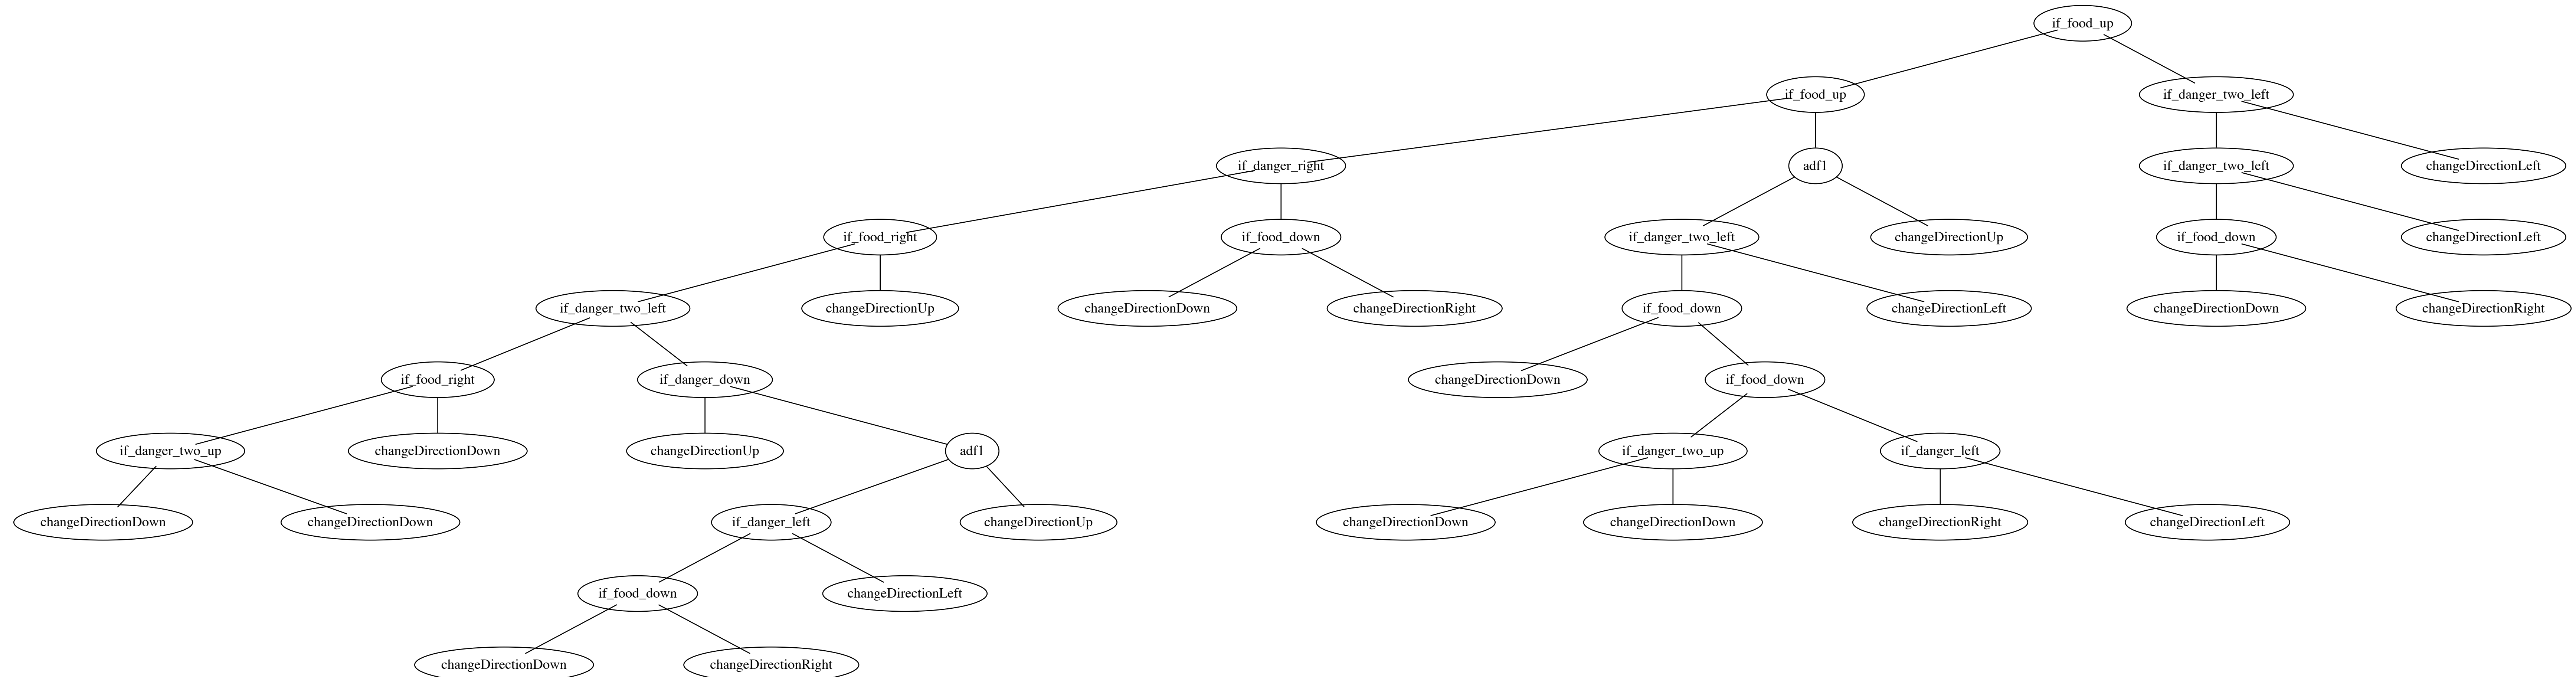 if_food_up
if_food_up
if_danger_two_left
if_danger_right
adf1
if_danger_two_left
changeDirectionLeft
if_food_right
if_food_down
if_danger_two_left
changeDirectionUp
if_food_down
changeDirectionLeft
if_danger_two_left
changeDirectionUp
changeDirectionDown
changeDirectionRight
if_food_down
changeDirectionLeft
changeDirectionDown
changeDirectionRight
if_food_right
if_danger_down
changeDirectionDown
if_food_down
if_danger_two_up
changeDirectionDown
changeDirectionUp
adf1
if_danger_two_up
if_danger_left
changeDirectionDown
changeDirectionDown
if_danger_left
changeDirectionUp
changeDirectionDown
changeDirectionDown
changeDirectionRight
changeDirectionLeft
if_food_down
changeDirectionLeft
changeDirectionDown
changeDirectionRight